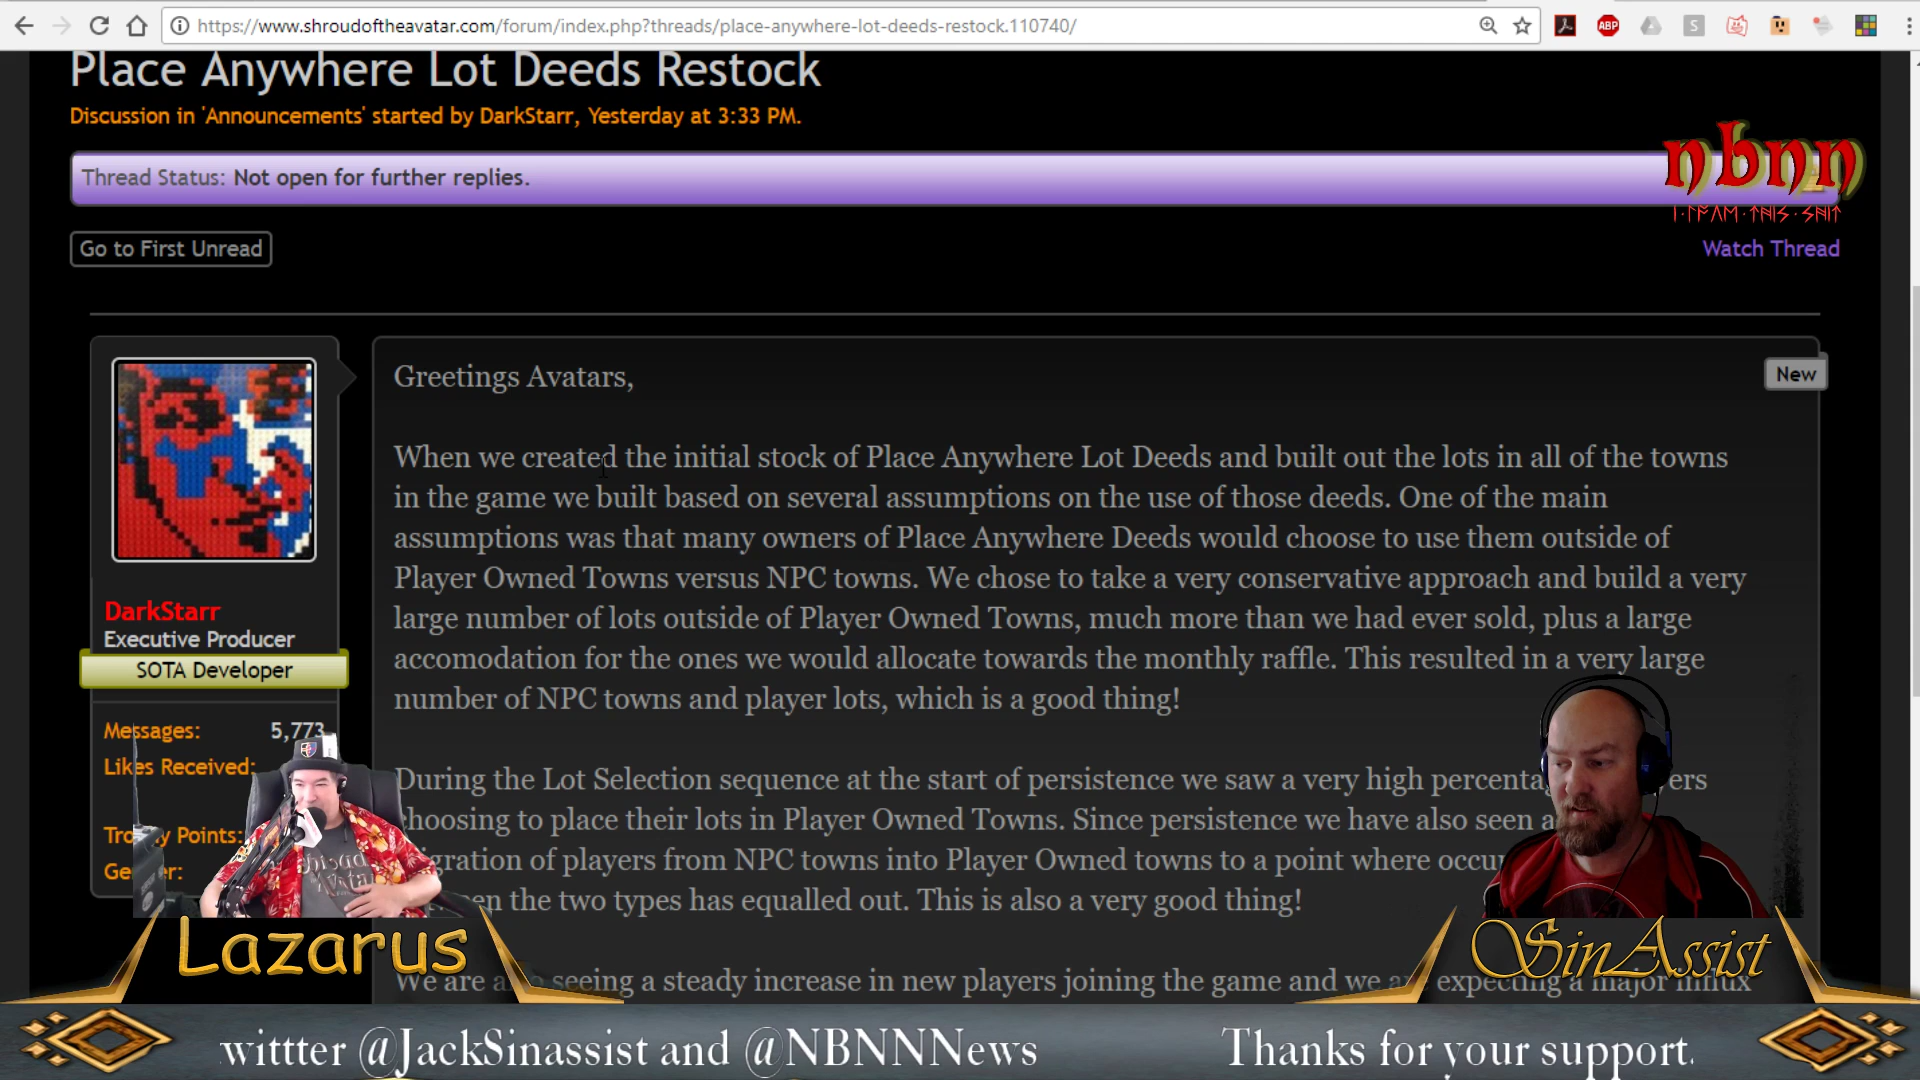 https://www.shroudoftheavatar.com/forum/index.php?threads/place-anywhere-lot-deeds-restock.110740/
ABP
S
Place Anywhere Lot Deeds Restock
Discussion in 'Announcements' started by DarkStarr, Yesterday at 3:33 PM.
nbnn
Thread Status: Not open for further replies.
Go to First Unread
Watch Thread
Greetings Avatars,
New
When we created the initial stock of Place Anywhere Lot Deeds and built out the lots in all of the towns
in the game we built based on several assumptions on the use of those deeds. One of the main
assumptions was that many owners of Place Anywhere Deeds would choose to use them outside of
Player Owned Towns versus NPC towns. We chose to take a very conservative approach and build a very
large number of lots outside of Player Owned Towns, much more than we had ever sold, plus a large
accomodation for the ones we would allocate towards the monthly raffle. This resulted in a very large
number of NPC towns and player lots, which is a good thing!
DarkStarr
Executive Producer
SOTA Developer
Messages: 5,773
Likes Received:
Points:
During the Lot Selection sequence at the start of persistence we saw a very high
choosing to place their lots in Player Owned Towns. Since persistence we have also seen
of players from NPC towns into Player Owned towns to a point where
the two types has equalled out. This is also a very good thing!
We are seeing a steady increase in new players joining the game and we expecting a major influx
Lazarus
SinAssist
wittter @JackSinassist and @NBNNNews
Thanks for your support.